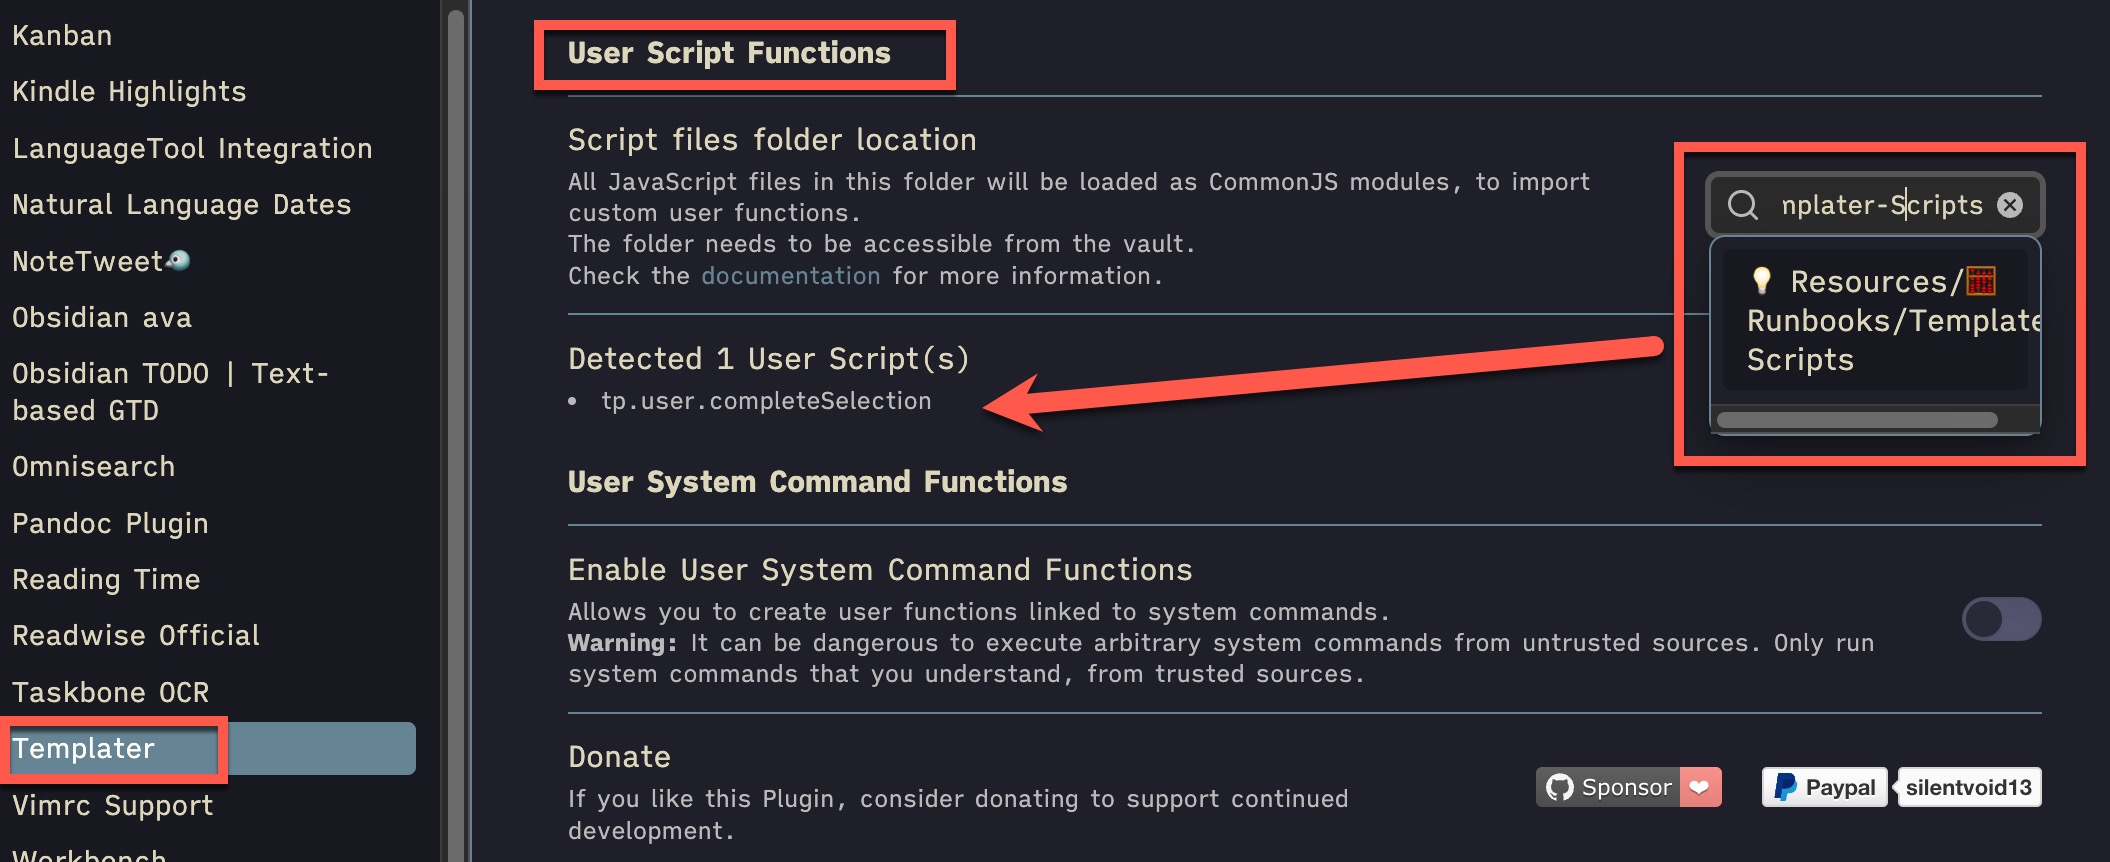 Kanban
Kindle Highlights
LanguageTool Integration
Natural Language Dates
NoteTweet🐦
Obsidian ava
Obsidian TODO | Text-
based GTD
Omnisearch
Pandoc Plugin
Reading Time
Readwise Official
Taskbone OCR
Templater
Vimrc Support
Workbench
User Script Functions
Script files folder location
All JavaScript files in this folder will be loaded as CommonJS modules, to import
custom user functions.
The folder needs to be accessible from the vault.
Check the documentation for more information.
mplater-Scripts
💡 Resources/🧮
Runbooks/Template
Scripts
Detected 1 User Script(s)
• tp.user.completeSelection
User System Command Functions
Enable User System Command Functions
Allows you to create user functions linked to system commands.
Warning: It can be dangerous to execute arbitrary system commands from untrusted sources. Only run
system commands that you understand, from trusted sources.
Donate
If you like this Plugin, consider donating to support continued
development.
Sponsor
Paypal
silentvoid13